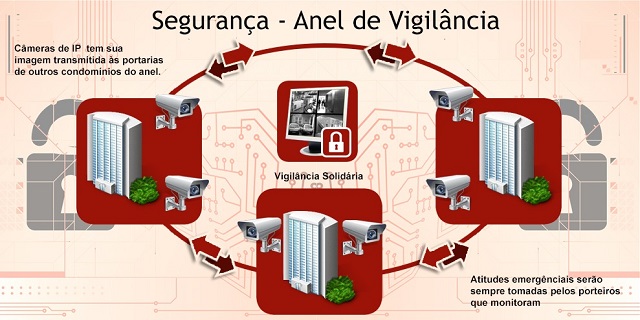 Segurança - Anel de Vigilância
Câmeras de IP tem sua
imagem transmitida às portarias
de outros condomínios do anel.
Vigilância Solidária
Atitudes emergênciais serão
sempre tomadas pelos porteiros
que monitoram